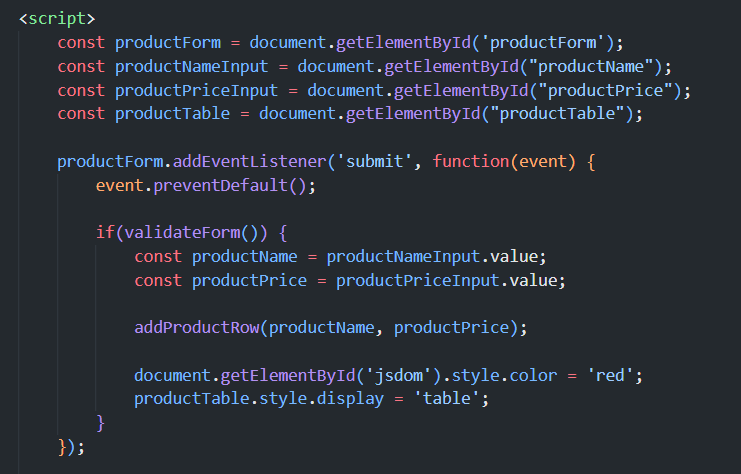 <script>
const productForm = document.getElementById('productForm');
const productNameInput = document.getElementById("productName");
const productPriceInput = document.getElementById("productPrice");
const productTable = document.getElementById("productTable");
productForm.addEventListener('submit', function(event) {
event.preventDefault();
if(validateForm()) {
const productName = productNameInput.value;
const productPrice = productPriceInput.value;
addProductRow(productName, productPrice);
document.getElementById('jsdom').style.color = 'red';
productTable.style.display = 'table';
}
});